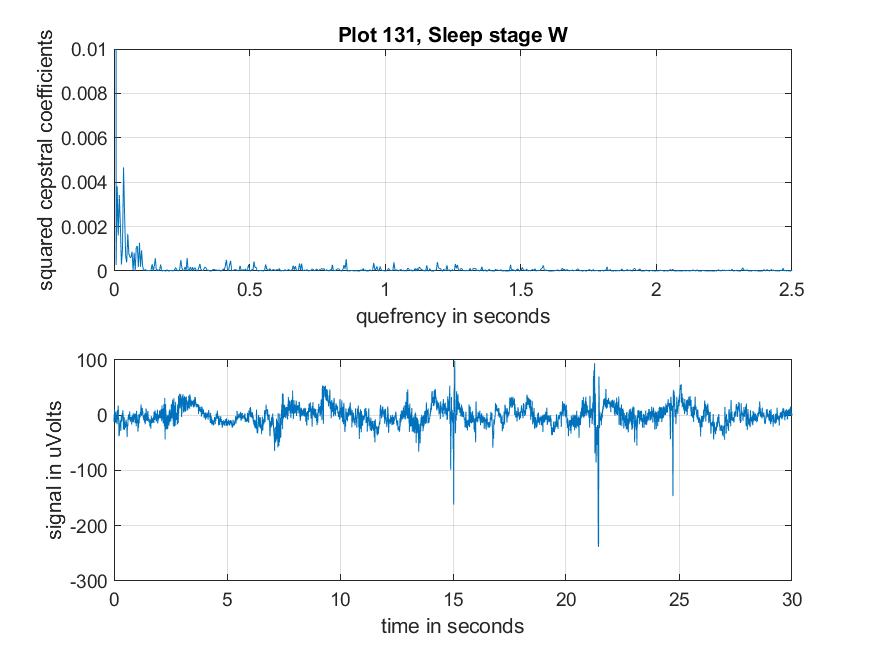 Plot 131, Sleep stage W
squared cepstral coefficients
0.01
0.008
0.006
0.004
0.002
0
0 0.5 1 1.5 2 2.5
quefrency in seconds
signal in uVolts
100
0
-100
-200
-300
0 5 10 15 20 25 30
time in seconds